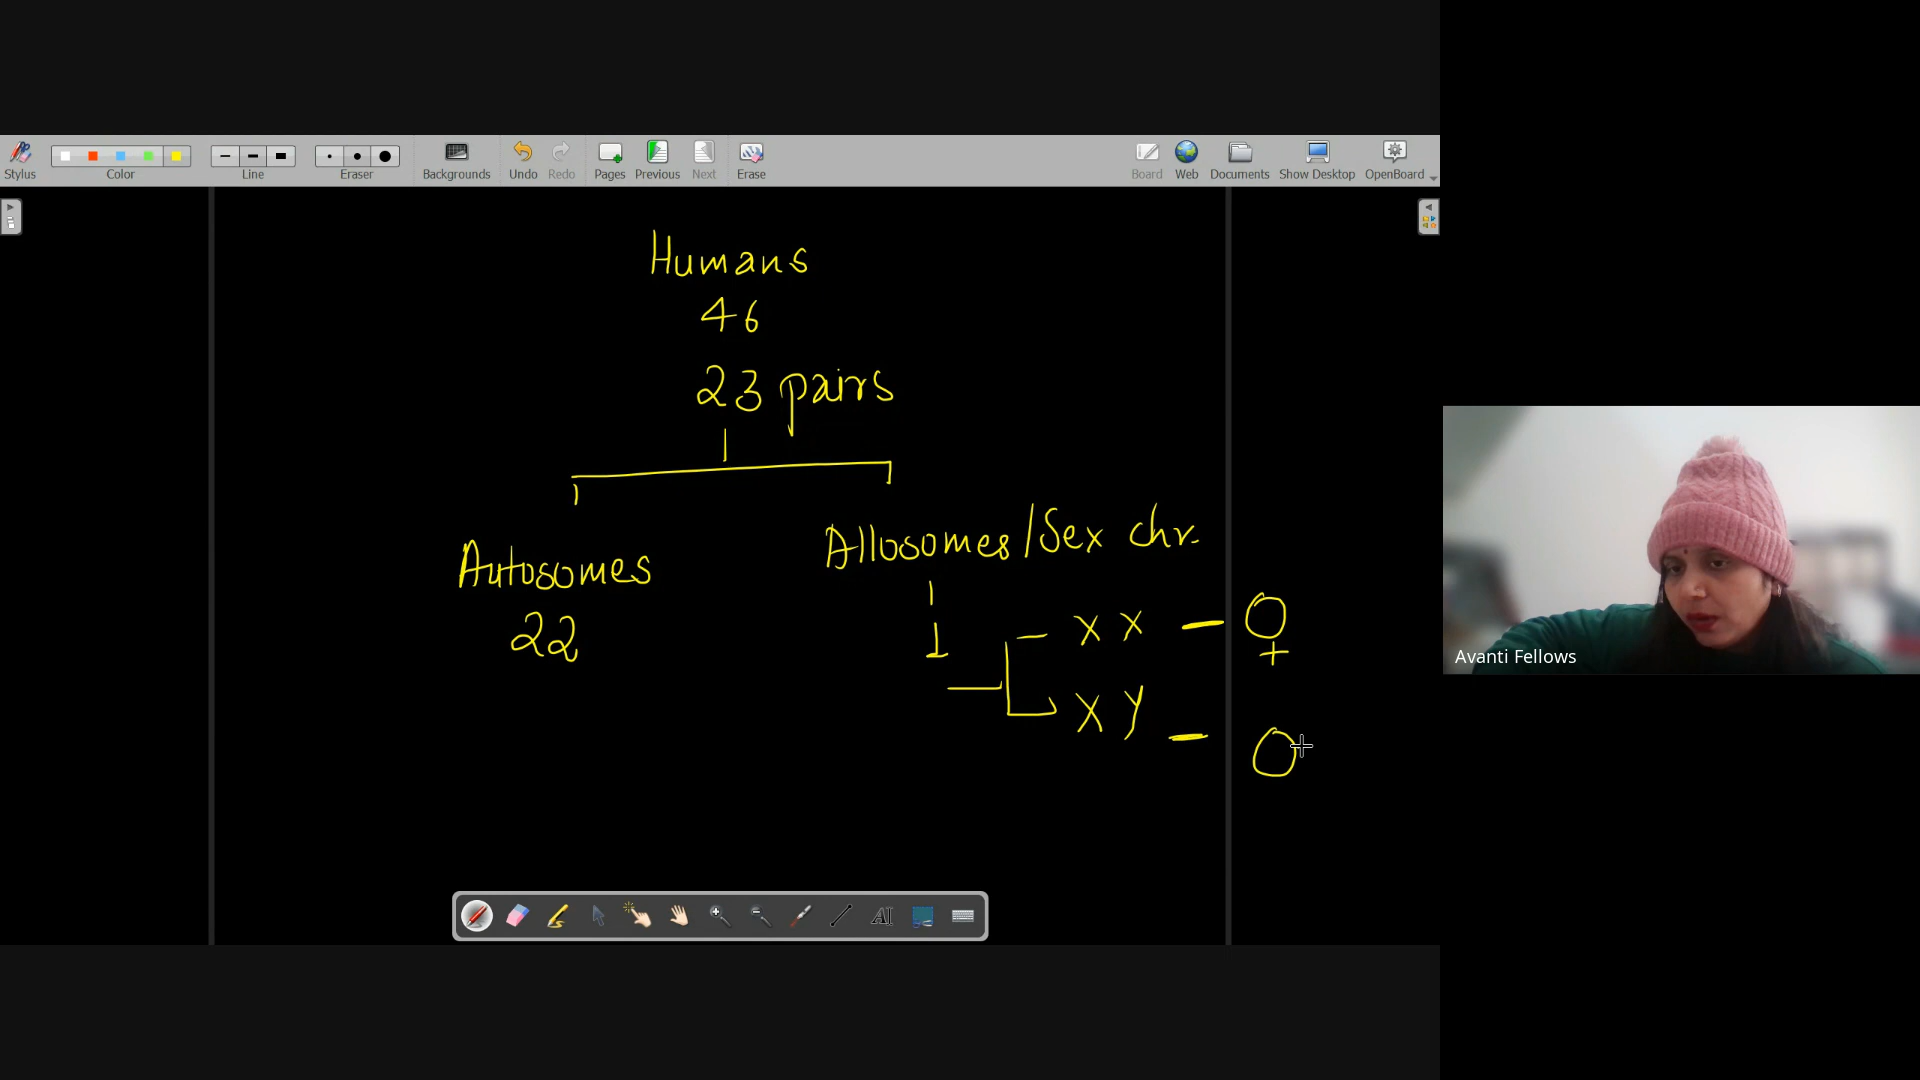 Stylus
Color
Line
Eraser
Backgrounds
Undo
Redo
Pages
Previous
Next
Erase
Board
Web
Documents
Show Desktop
OpenBoard
Humans
46
23 pairs
Autosomes
22
Allosomes/Sex chr.
1
XX - ♀
XY - O
Avanti Fellows